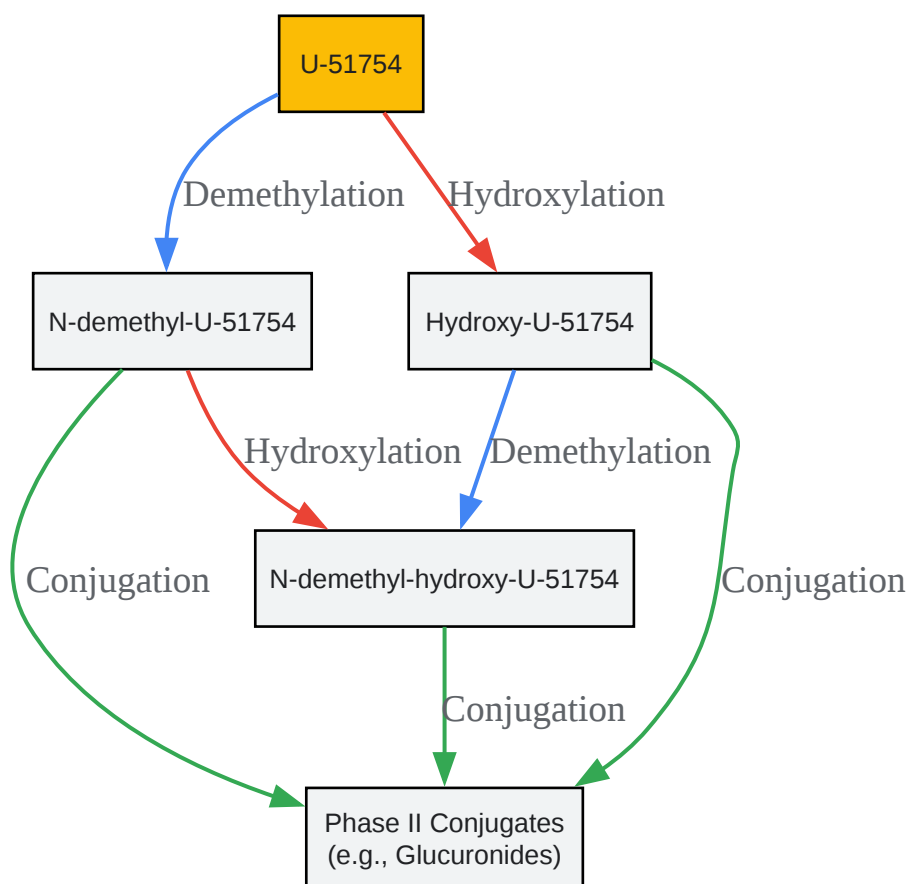 U-51754
Demethylation
Hydroxylation
N-demethyl-U-51754
Hydroxy-U-51754
Hydroxylation
Demethylation
Conjugation
N-demethyl-hydroxy-U-51754
Conjugation
Conjugation
Phase II Conjugates
(e.g., Glucuronides)